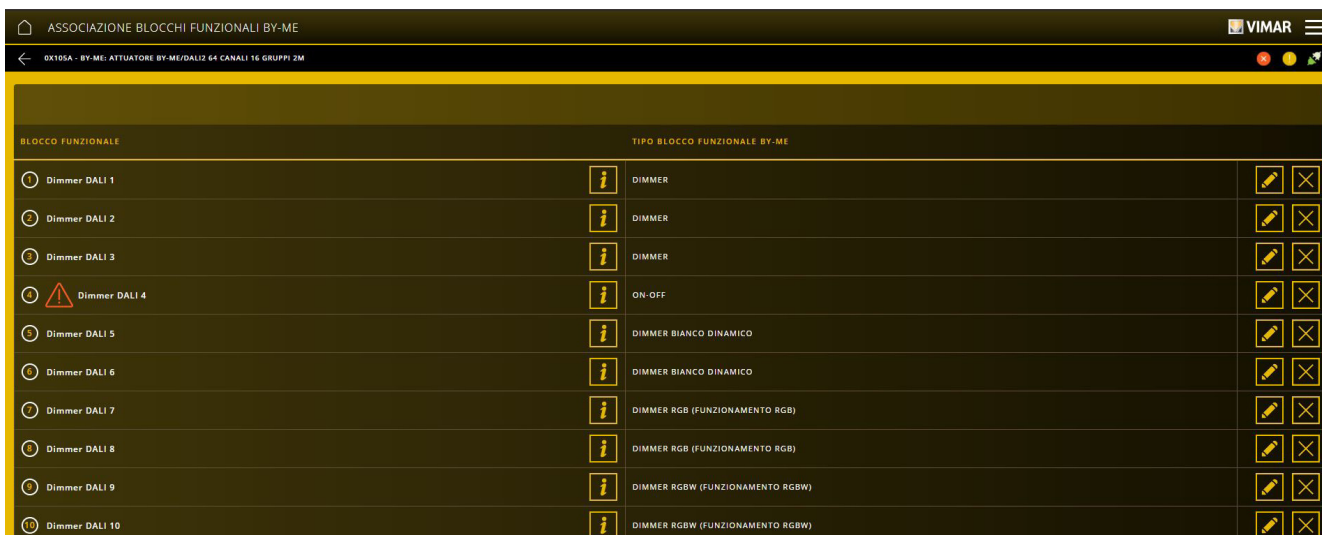 ASSOCIAZIONE BLOCCHI FUNZIONALI BY-ME
VIMAR
0X105A - BY-ME: ATTUATORE BY-ME/DALI2 64 CANALI 16 GRUPPI 2M
BLOCCO FUNZIONALE TIPO BLOCCO FUNZIONALE BY-ME
1 Dimmer DALI 1 i DIMMER
2 Dimmer DALI 2 i DIMMER
3 Dimmer DALI 3 i DIMMER
4 Dimmer DALI 4 i ON-OFF
5 Dimmer DALI 5 i DIMMER BIANCO DINAMICO
6 Dimmer DALI 6 i DIMMER BIANCO DINAMICO
7 Dimmer DALI 7 i DIMMER RGB (FUNZIONAMENTO RGB)
8 Dimmer DALI 8 i DIMMER RGB (FUNZIONAMENTO RGB)
9 Dimmer DALI 9 i DIMMER RGBW (FUNZIONAMENTO RGBW)
10 Dimmer DALI 10 i DIMMER RGBW (FUNZIONAMENTO RGBW)